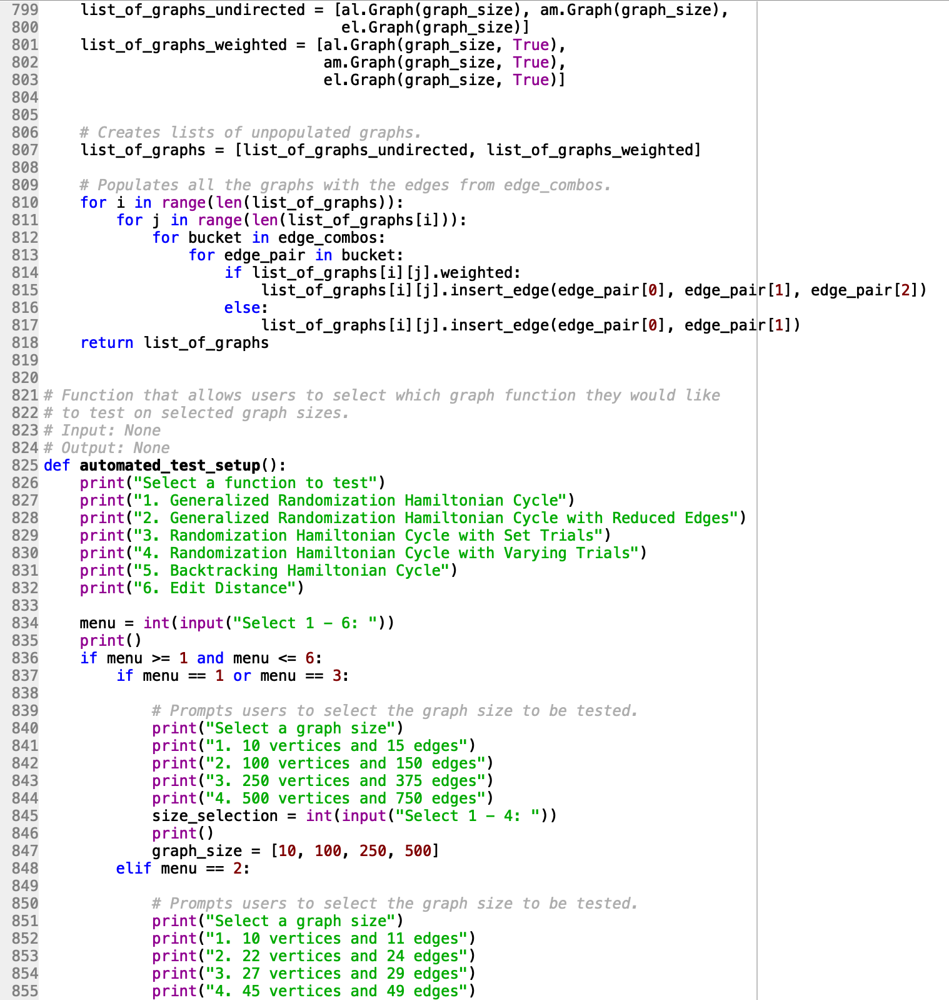 799     list_of_graphs_undirected = [al.Graph(graph_size), am.Graph(graph_size),
800                                  el.Graph(graph_size)]
801     list_of_graphs_weighted = [al.Graph(graph_size, True),
802                                am.Graph(graph_size, True),
803                                el.Graph(graph_size, True)]
804
805
806     # Creates lists of unpopulated graphs.
807     list_of_graphs = [list_of_graphs_undirected, list_of_graphs_weighted]
808
809     # Populates all the graphs with the edges from edge_combos.
810     for i in range(len(list_of_graphs)):
811         for j in range(len(list_of_graphs[i])):
812             for bucket in edge_combos:
813                 for edge_pair in bucket:
814                     if list_of_graphs[i][j].weighted:
815                         list_of_graphs[i][j].insert_edge(edge_pair[0], edge_pair[1], edge_pair[2])
816                     else:
817                         list_of_graphs[i][j].insert_edge(edge_pair[0], edge_pair[1])
818     return list_of_graphs
819
820
821 # Function that allows users to select which graph function they would like
822 # to test on selected graph sizes.
823 # Input: None
824 # Output: None
825 def automated_test_setup():
826     print("Select a function to test")
827     print("1. Generalized Randomization Hamiltonian Cycle")
828     print("2. Generalized Randomization Hamiltonian Cycle with Reduced Edges")
829     print("3. Randomization Hamiltonian Cycle with Set Trials")
830     print("4. Randomization Hamiltonian Cycle with Varying Trials")
831     print("5. Backtracking Hamiltonian Cycle")
832     print("6. Edit Distance")
833
834     menu = int(input("Select 1 - 6: "))
835     print()
836     if menu >= 1 and menu <= 6:
837         if menu == 1 or menu == 3:
838
839             # Prompts users to select the graph size to be tested.
840             print("Select a graph size")
841             print("1. 10 vertices and 15 edges")
842             print("2. 100 vertices and 150 edges")
843             print("3. 250 vertices and 375 edges")
844             print("4. 500 vertices and 750 edges")
845             size_selection = int(input("Select 1 - 4: "))
846             print()
847             graph_size = [10, 100, 250, 500]
848         elif menu == 2:
849
850             # Prompts users to select the graph size to be tested.
851             print("Select a graph size")
852             print("1. 10 vertices and 11 edges")
853             print("2. 22 vertices and 24 edges")
854             print("3. 27 vertices and 29 edges")
855             print("4. 45 vertices and 49 edges")